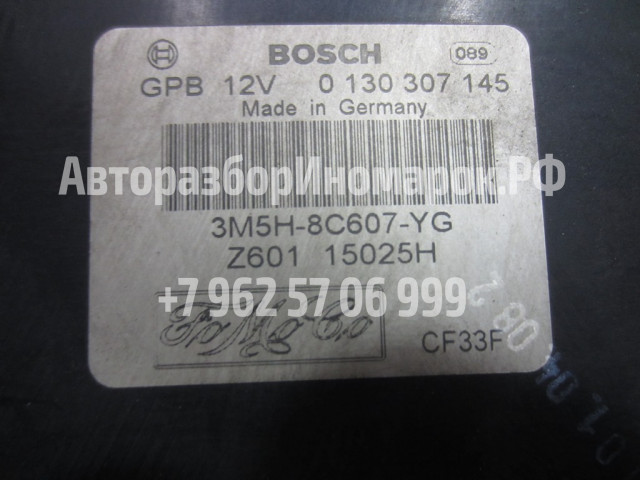 BOSCH 089
GPB 12V 0 130 307 145
Made in Germany
АвторазборИномарок.РФ
3M5H-8C607-YG
Z601 15025H
+7 962 57 06 999
FoMoCo
CF33F